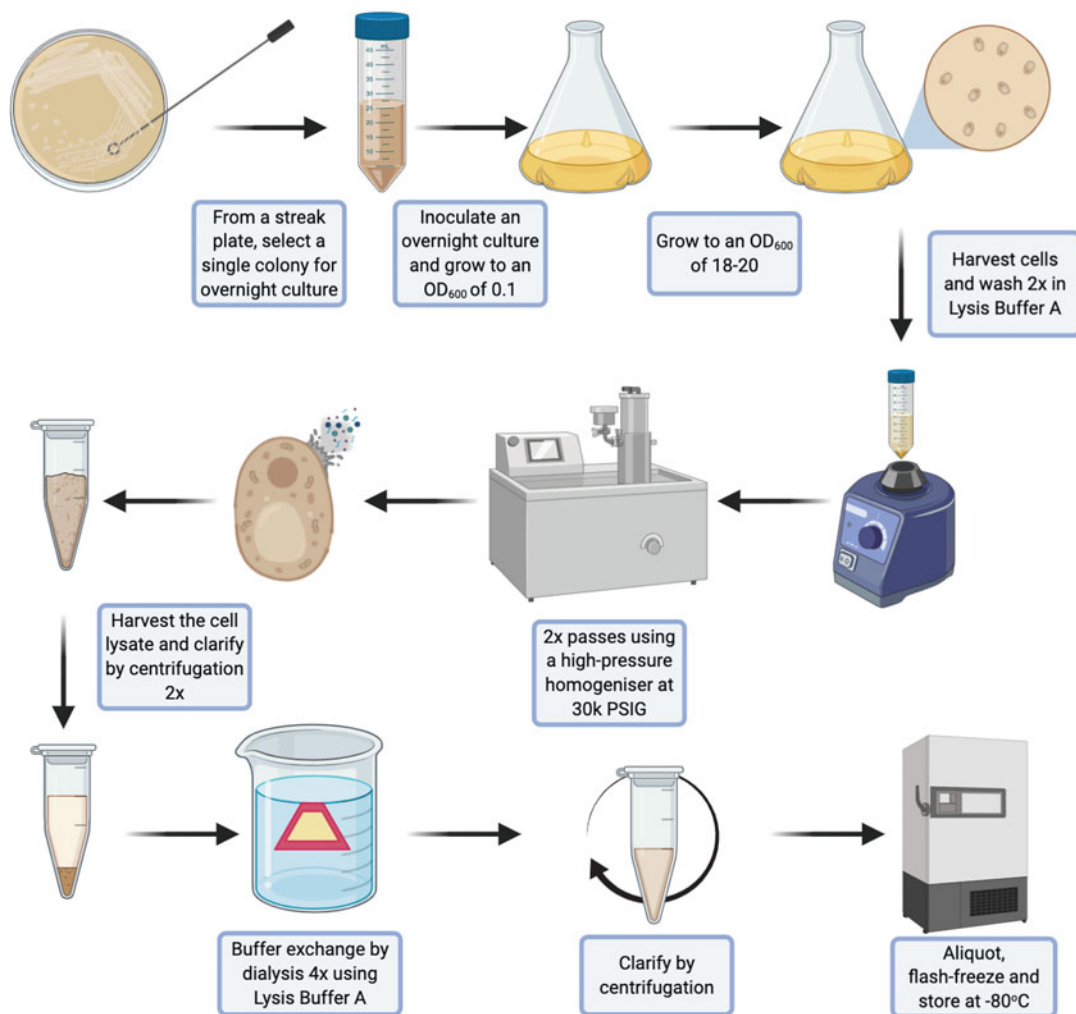 From a streak
plate, select a
single colony for
overnight culture
Inoculate an
overnight culture
and grow to an
OD₆₀₀ of 0.1
Grow to an OD₆₀₀
of 18-20
Harvest cells
and wash 2x in
Lysis Buffer A
2x passes using
a high-pressure
homogeniser at
30k PSIG
Harvest the cell
lysate and clarify
by centrifugation
2x
Buffer exchange by
dialysis 4x using
Lysis Buffer A
Clarify by
centrifugation
Aliquot,
flash-freeze and
store at -80°C